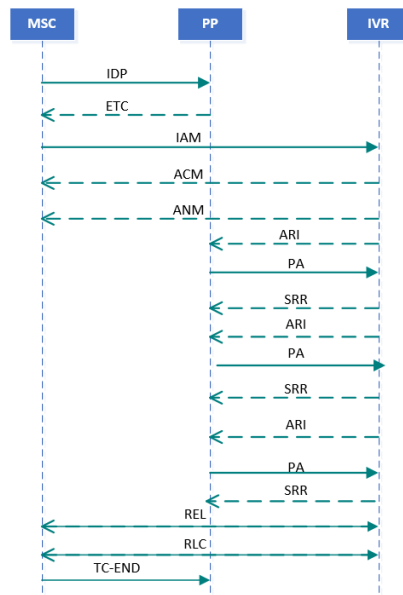 MSC
PP
IVR
IDP
ETC
IAM
ACM
ANM
ARI
PA
SRR
ARI
PA
SRR
ARI
PA
SRR
REL
RLC
TC-END